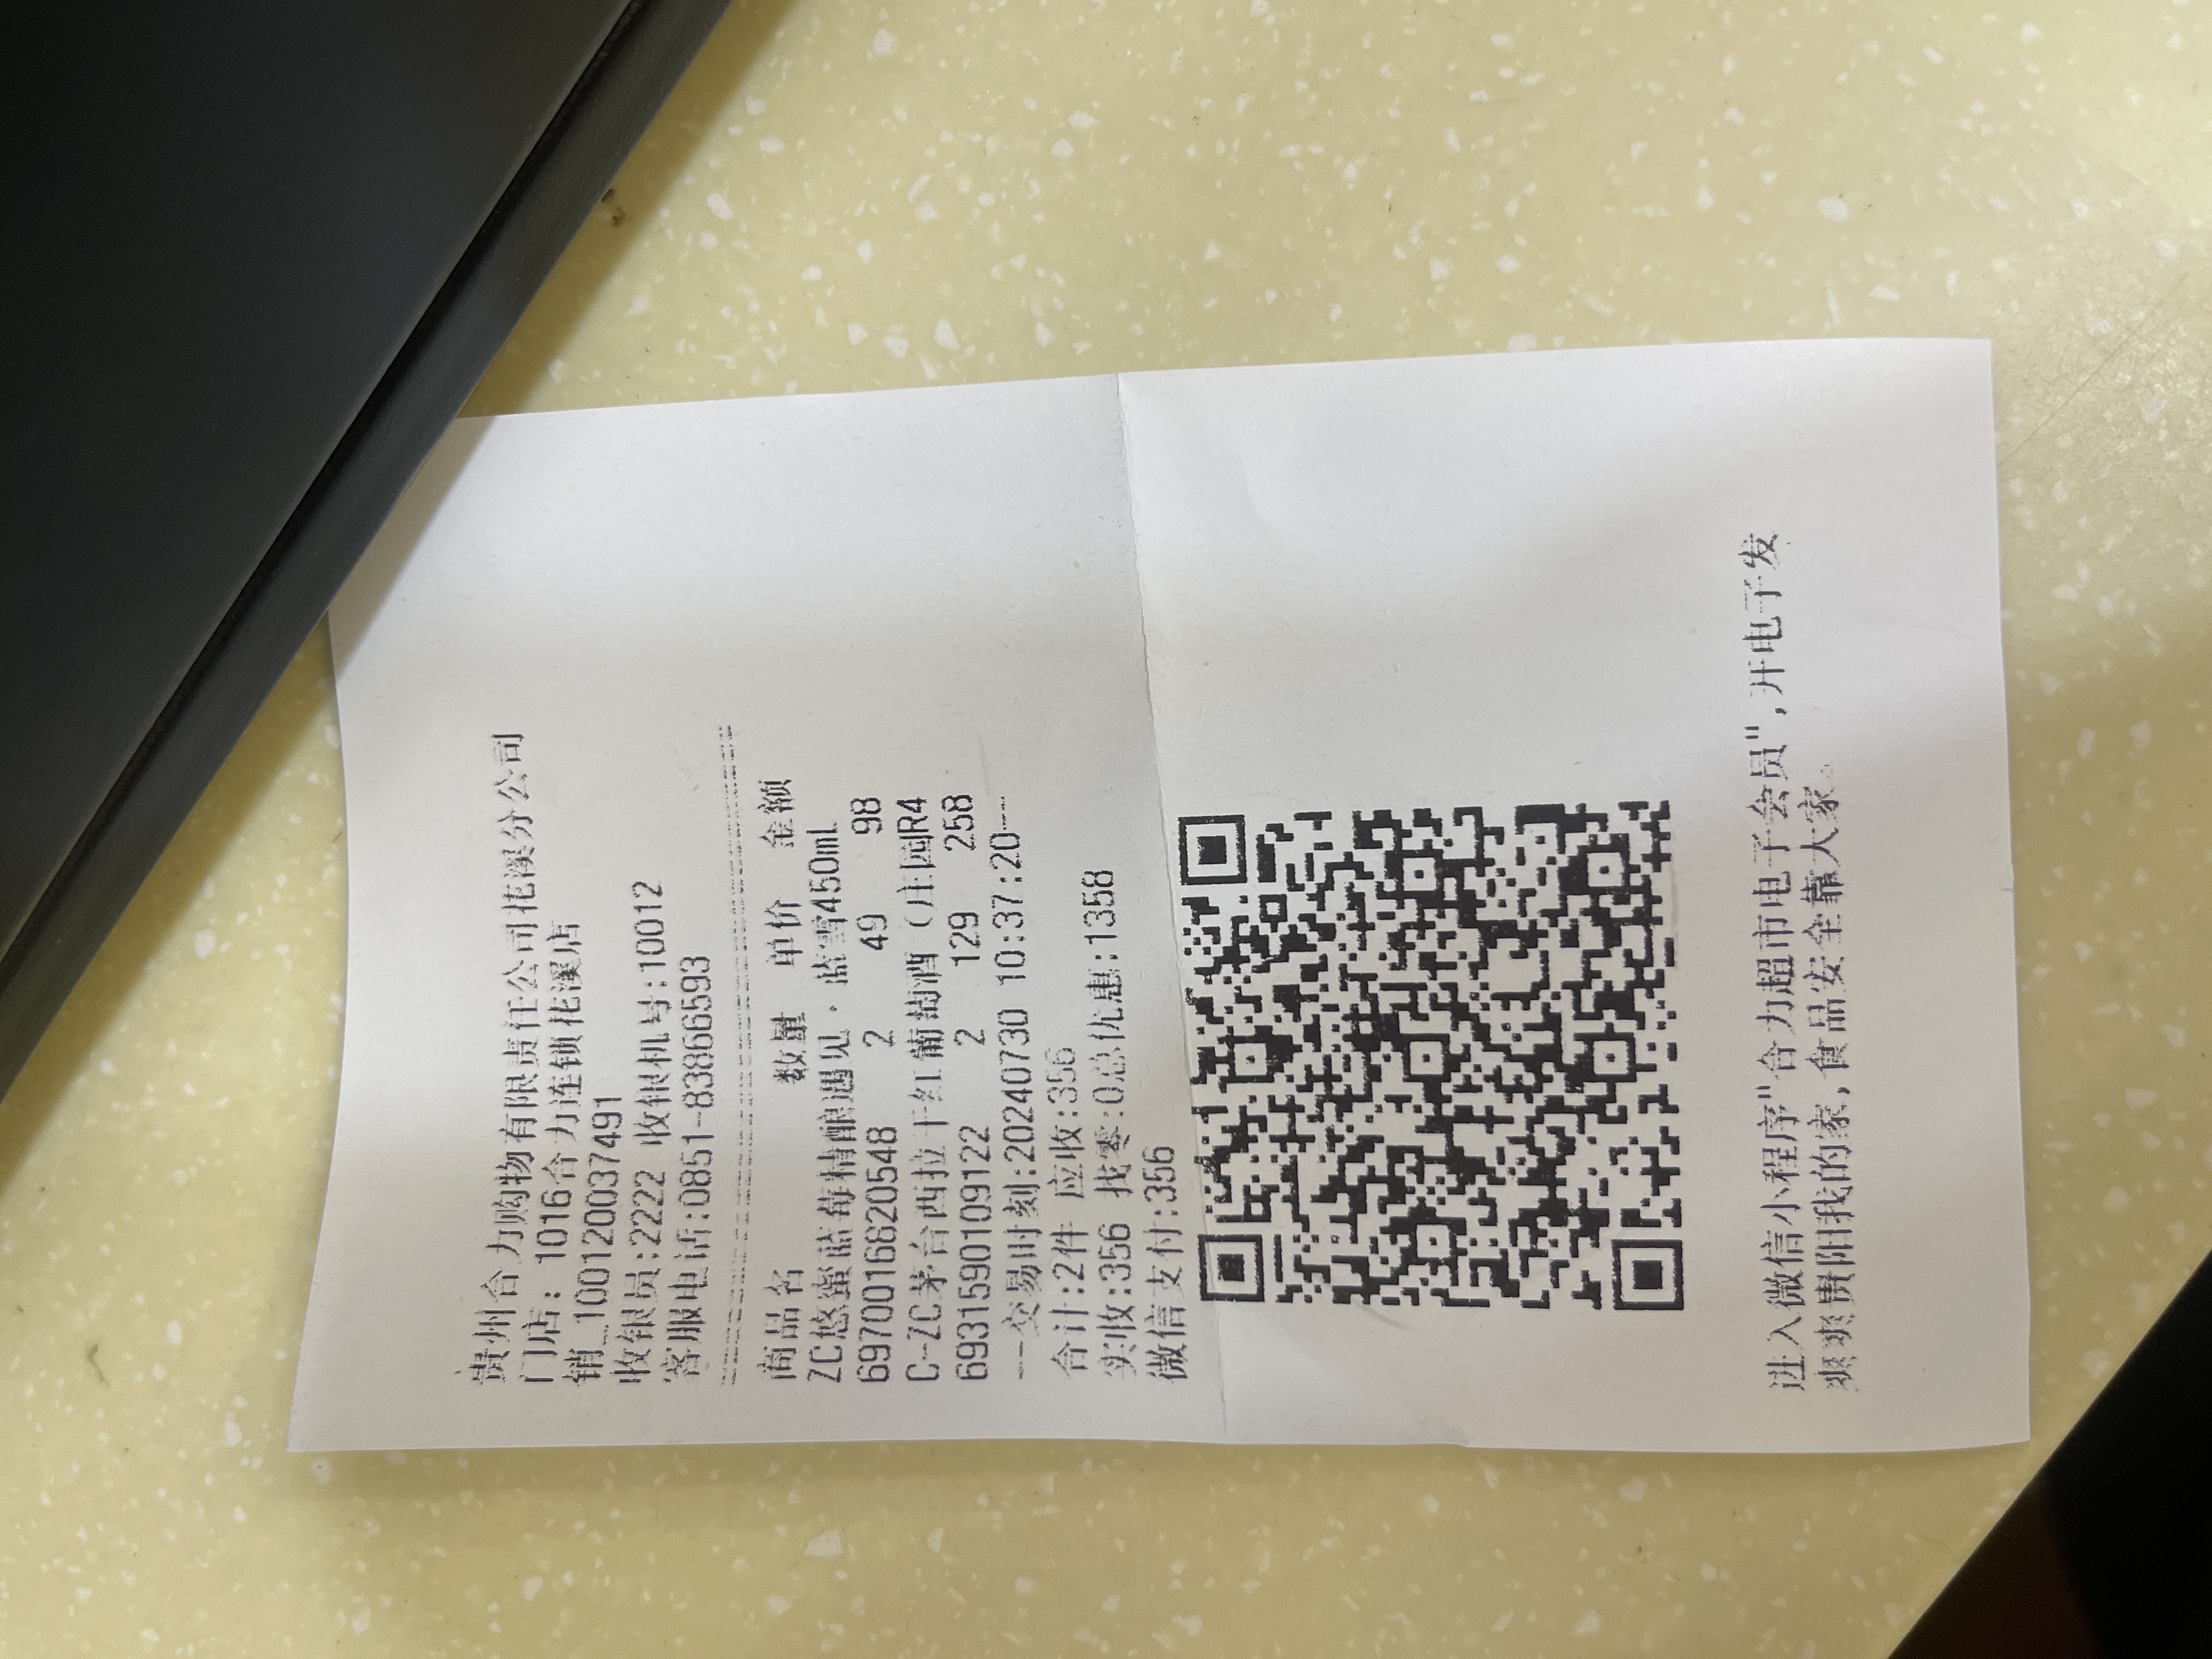 贵州合力购物有限责任公司花溪分公司
门店: 1016合力连锁花溪店
销_100120037491
收银员:2222 收银机号:10012
客服电话:0851-83866593
商品名 数量 单价 金额
ZC悠蜜蓝莓精酿遇见·蓝雪450mL
6970016620548 2 49 98
C-ZC茅台西拉干红葡萄酒（庄园R4
6931590109122 2 129 258
--交易时刻:20240730 10:37:20--
合计:2件 应收:356
实收:356 找零:0总优惠:1358
微信支付:356
进入微信小程序"合力超市电子会员",开电子发
爽爽贵阳我的家,食品安全靠大家。